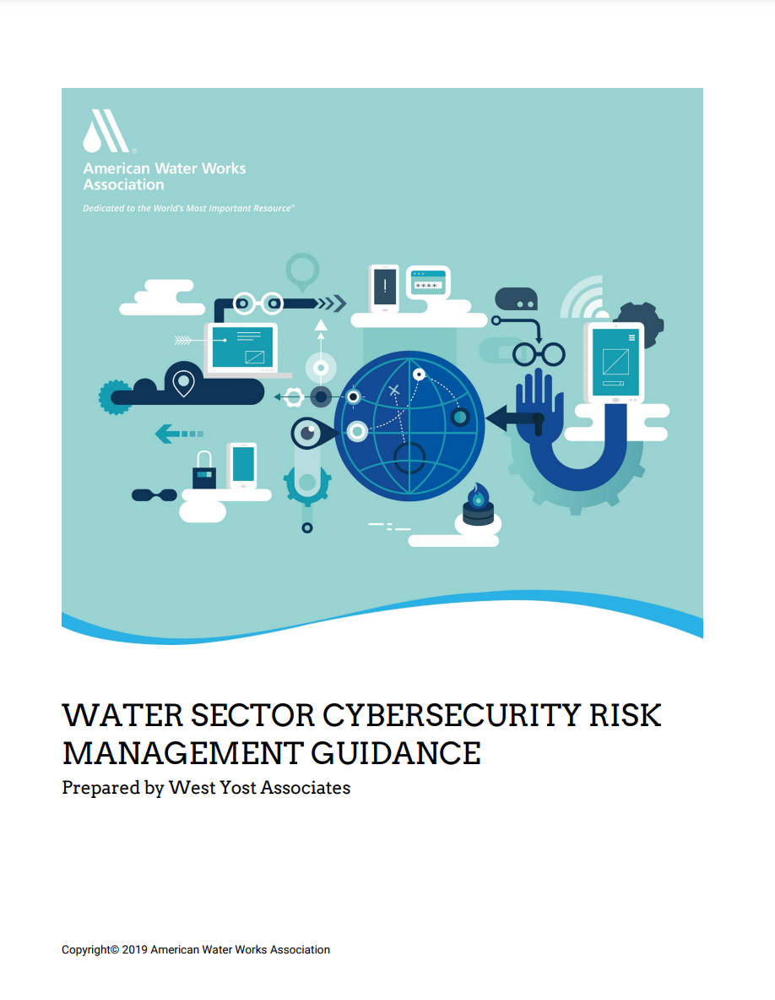 American Water Works
Association
Dedicated to the World's Most Important Resource®
!
****
WATER SECTOR CYBERSECURITY RISK
MANAGEMENT GUIDANCE
Prepared by West Yost Associates
Copyright© 2019 American Water Works Association